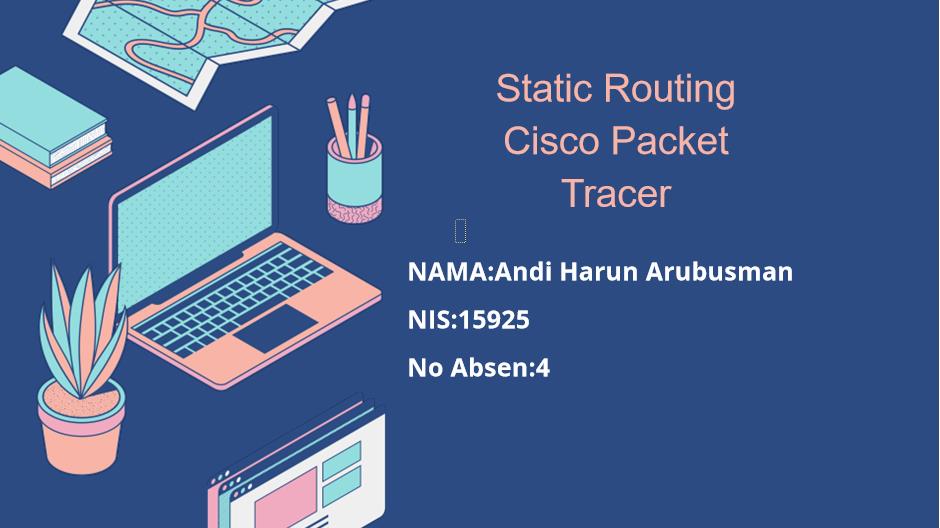 Static Routing
Cisco Packet
Tracer
NAMA:Andi Harun Arubusman
NIS:15925
No Absen:4